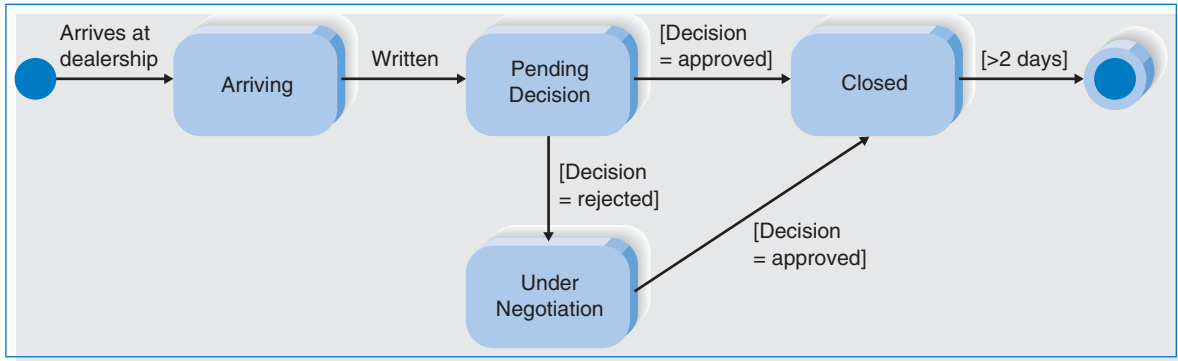 Arrives at
dealership
Arriving
Written
Pending
Decision
[Decision
= approved]
Closed
[>2 days]
[Decision
= rejected]
Under
Negotiation
[Decision
= approved]